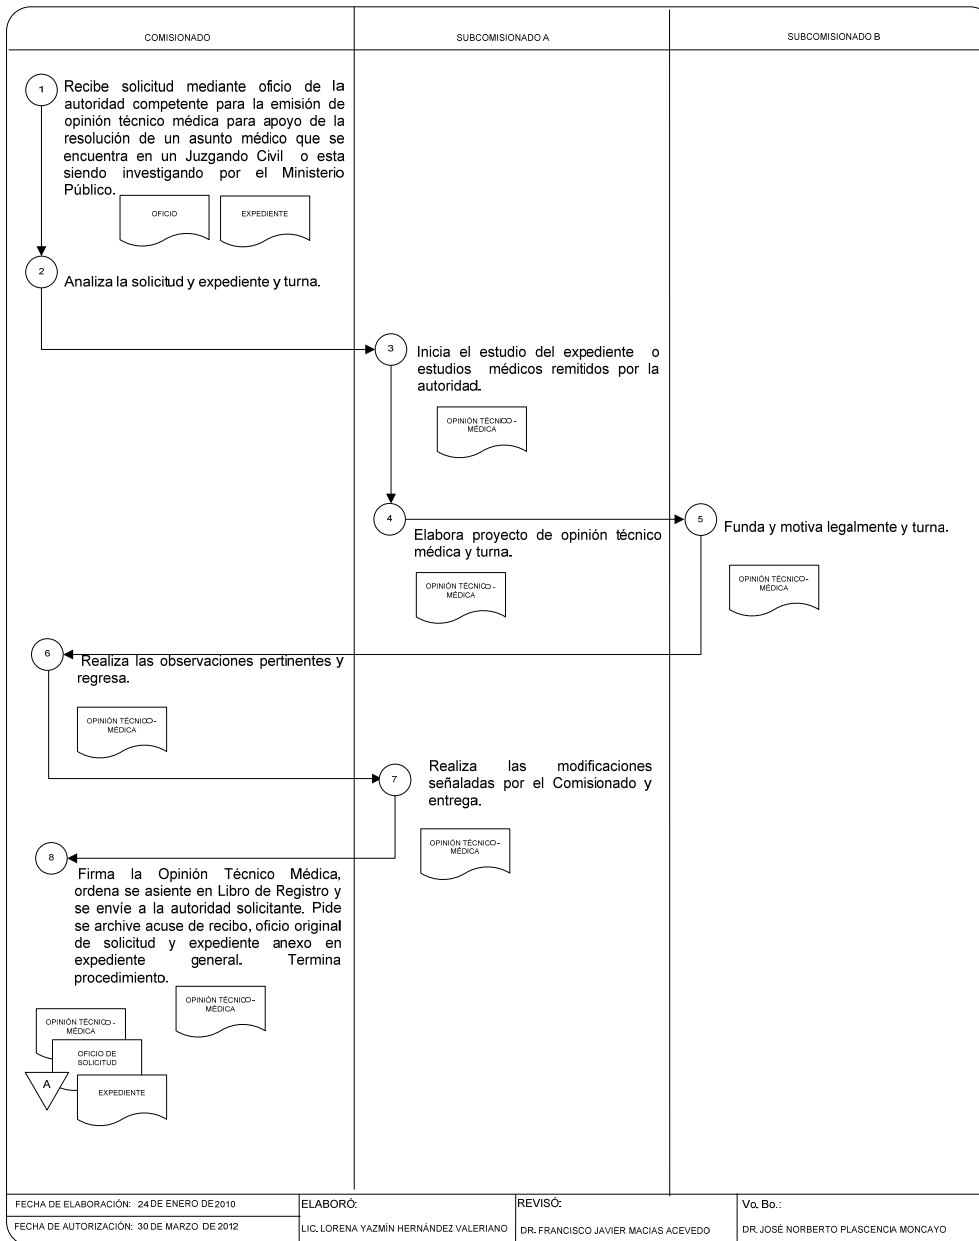 COMISIONADO
SUBCOMISIONADO A
SUBCOMISIONADO B
1
Recibe solicitud mediante oficio de la
autoridad competente para la emisión de
opinión técnico médica para apoyo de la
resolución de un asunto médico que se
encuentra en un Juzgando Civil o esta
siendo investigando por el Ministerio
Público.
OFICIO
EXPEDIENTE
2
Analiza la solicitud y expediente y turna.
3
Inicia el estudio del expediente o
estudios médicos remitidos por la
autoridad.
OPINIÓN TÉCNICO-
MÉDICA
4
Elabora proyecto de opinión técnico
médica y turna.
OPINIÓN TÉCNICO-
MÉDICA
5
Funda y motiva legalmente y turna.
OPINIÓN TÉCNICO-
MÉDICA
6
Realiza las observaciones pertinentes y
regresa.
OPINIÓN TÉCNICO-
MÉDICA
7
Realiza las modificaciones
señaladas por el Comisionado y
entrega.
OPINIÓN TÉCNICO-
MÉDICA
8
Firma la Opinión Técnico Médica,
ordena se asiente en Libro de Registro y
se envíe a la autoridad solicitante. Pide
se archive acuse de recibo, oficio original
de solicitud y expediente anexo en
expediente general. Termina
procedimiento.
OPINIÓN TÉCNICO-
MÉDICA
OPINIÓN TÉCNICO-
MÉDICA
OFICIO DE
SOLICITUD
A
EXPEDIENTE
FECHA DE ELABORACIÓN: 24 DE ENERO DE 2010
FECHA DE AUTORIZACIÓN: 30 DE MARZO DE 2012
ELABORÓ:
LIC. LORENA YAZMÍN HERNÁNDEZ VALERIANO
REVISÓ:
DR. FRANCISCO JAVIER MACIAS ACEVEDO
Vo. Bo.:
DR. JOSÉ NORBERTO PLASCENCIA MONCAYO